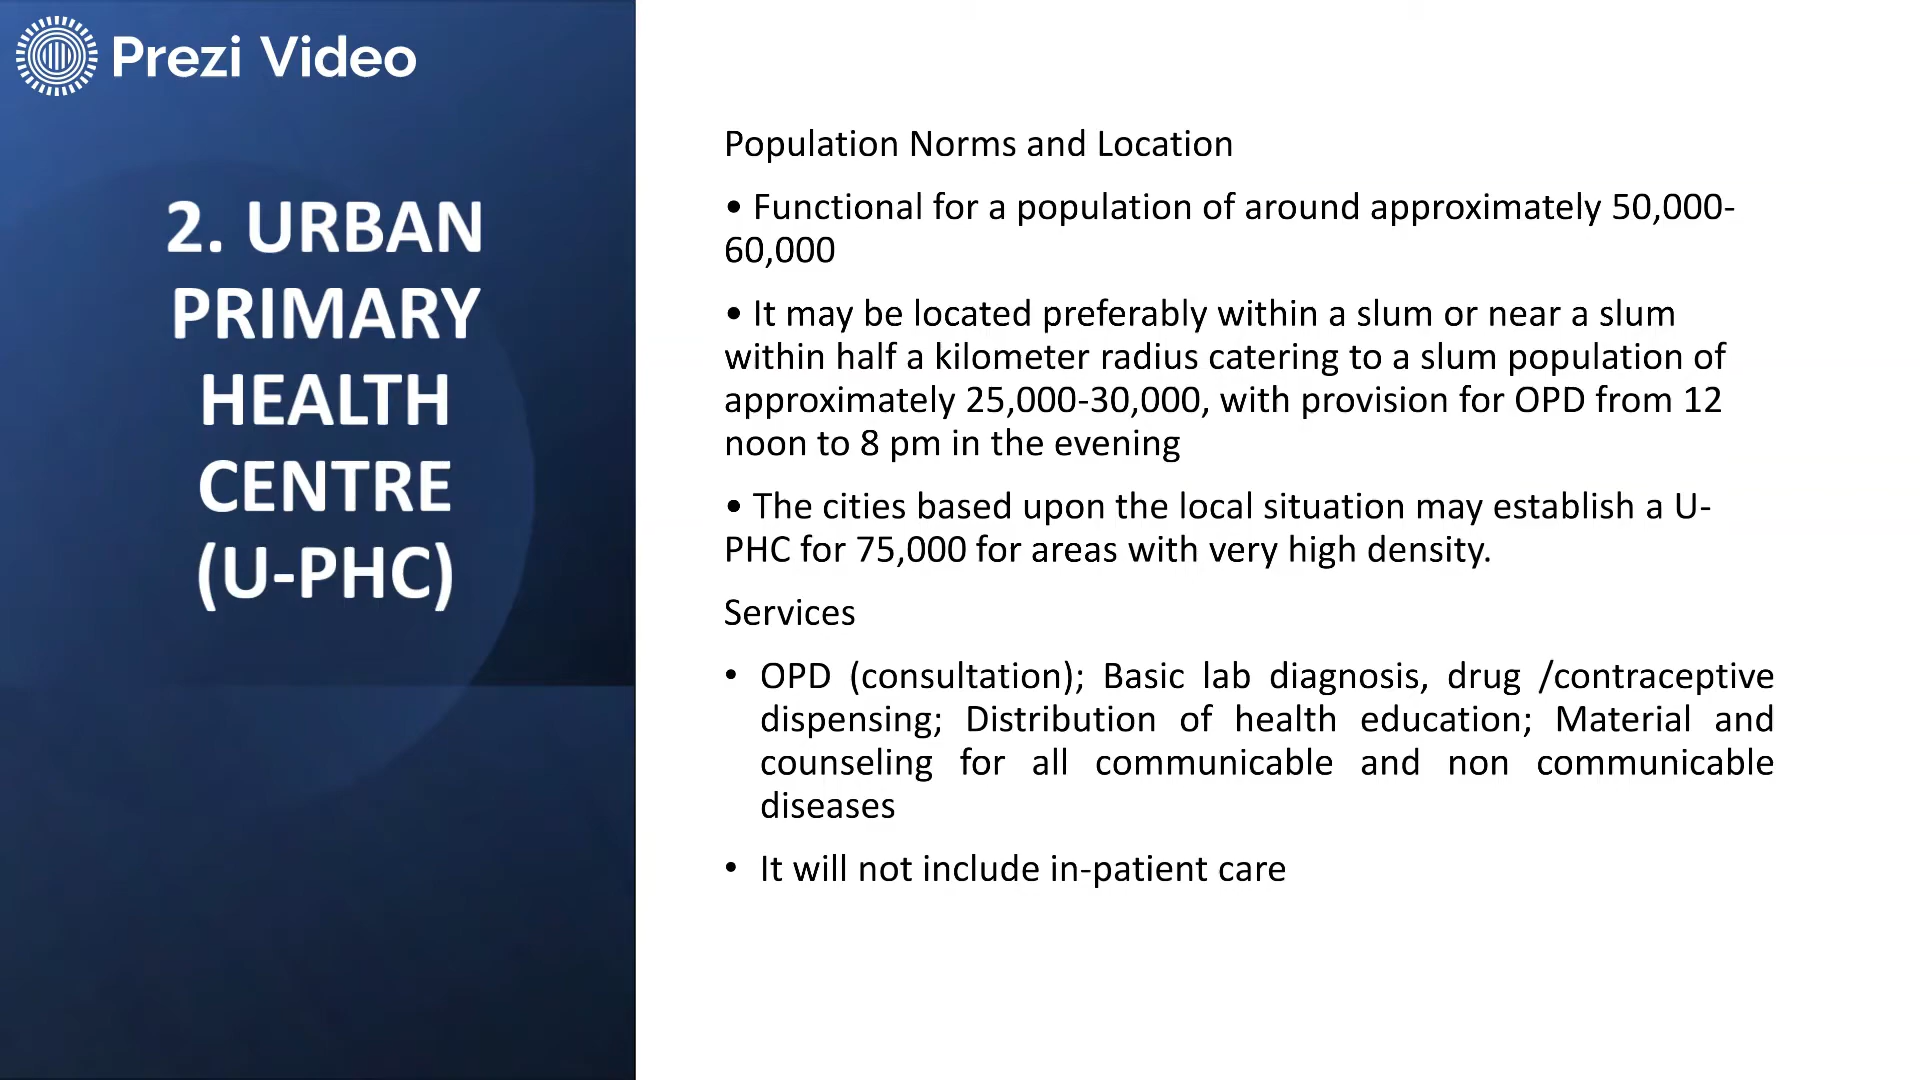 Prezi Video
2. URBAN
PRIMARY
HEALTH
CENTRE
(U-PHC)
Population Norms and Location
• Functional for a population of around approximately 50,000-
60,000
• It may be located preferably within a slum or near a slum
within half a kilometer radius catering to a slum population of
approximately 25,000-30,000, with provision for OPD from 12
noon to 8 pm in the evening
• The cities based upon the local situation may establish a U-
PHC for 75,000 for areas with very high density.
Services
• OPD (consultation); Basic lab diagnosis, drug /contraceptive
dispensing; Distribution of health education; Material and
counseling for all communicable and non communicable
diseases
• It will not include in-patient care